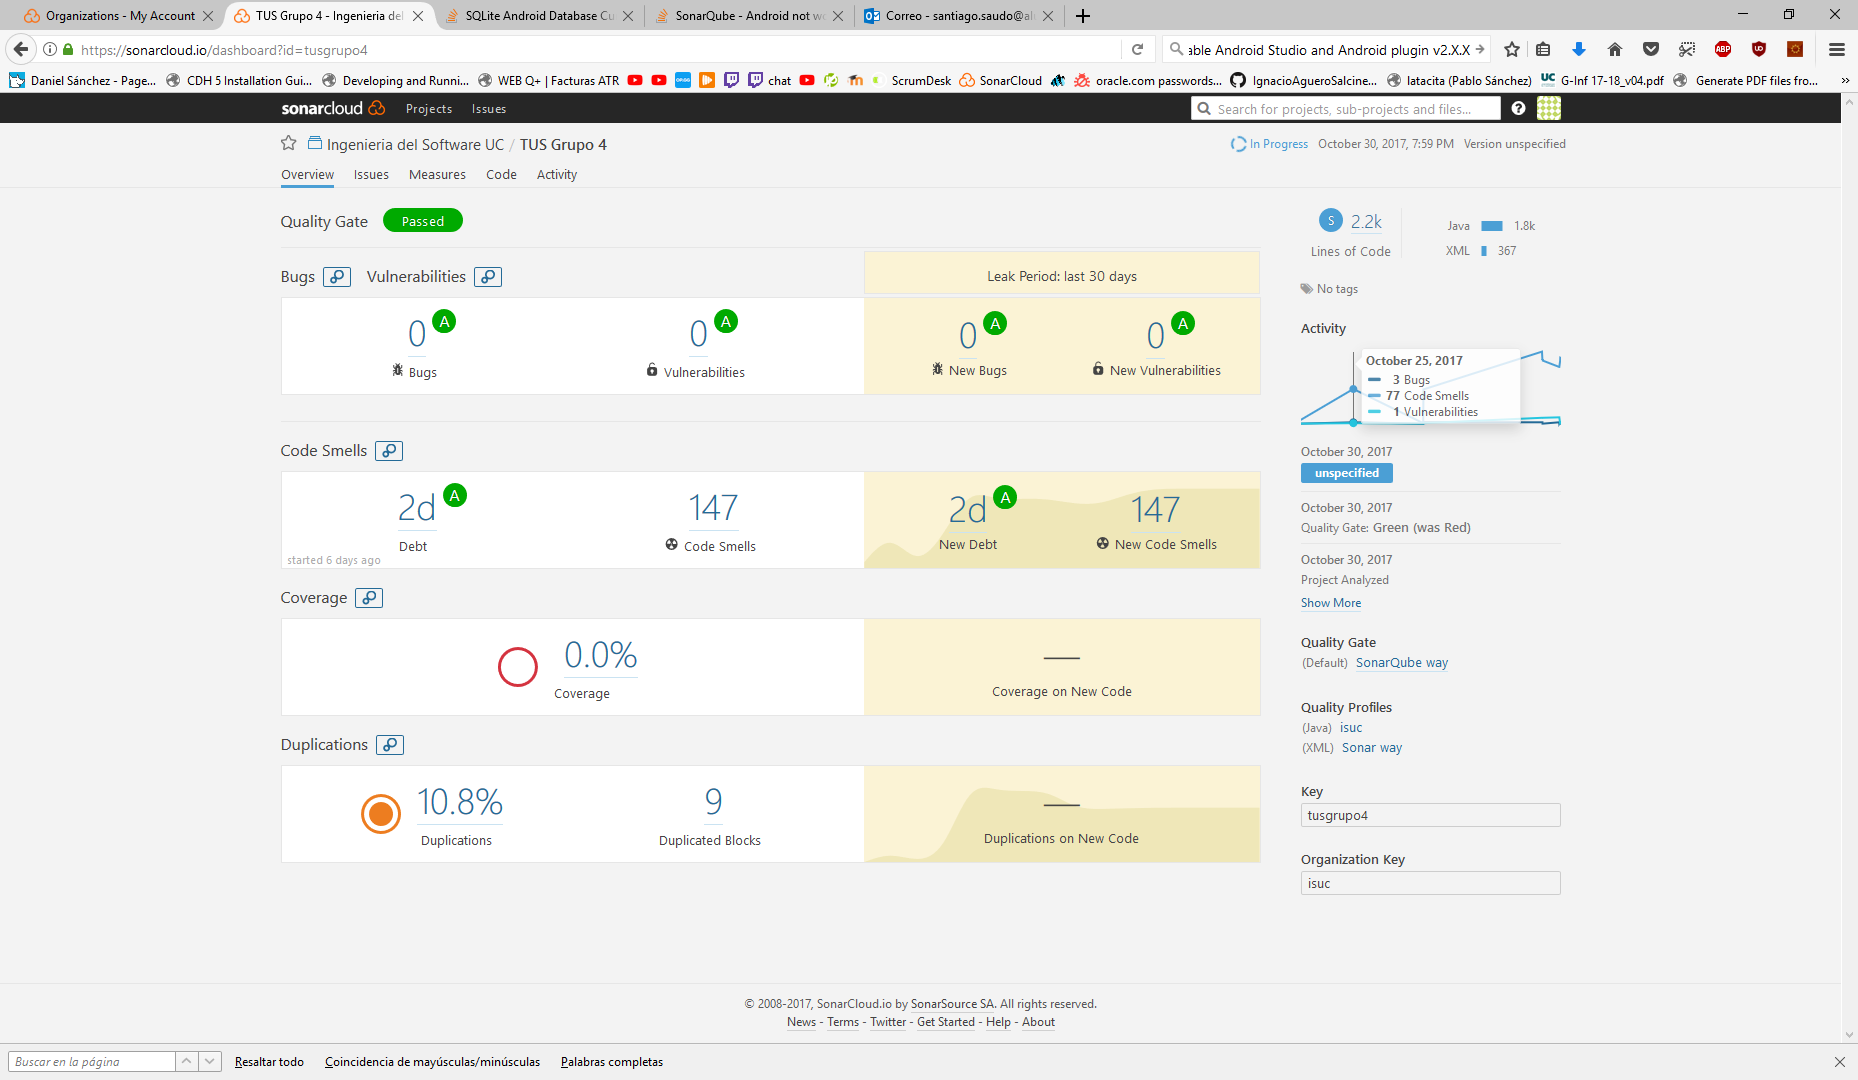 Organizations - My Account
TUS Grupo 4 - Ingenieria del
SQLite Android Database Cu
SonarQube - Android not wo
Correo - santiago.saudo@al
https://sonarcloud.io/dashboard?id=tusgrupo4
able Android Studio and Android plugin v2.X.X
Daniel Sánchez - Page...
CDH 5 Installation Gui...
Developing and Runni...
WEB Q+ | Facturas ATR
chat
ScrumDesk
SonarCloud
oracle.com passwords...
IgnacioAgueroSalcine...
latacita (Pablo Sánchez)
G-Inf 17-18_v04.pdf
Generate PDF files fro...
sonarcloud
Projects
Issues
Search for projects, sub-projects and files...
Ingenieria del Software UC / TUS Grupo 4
In Progress October 30, 2017, 7:59 PM Version unspecified
Overview Issues Measures Code Activity
Quality Gate Passed
Bugs Vulnerabilities
Leak Period: last 30 days
0 A
Bugs
0 A
Vulnerabilities
0 A
New Bugs
0 A
New Vulnerabilities
Code Smells
2d A
Debt
started 6 days ago
147
Code Smells
2d A
New Debt
147
New Code Smells
Coverage
0.0%
Coverage
—
Coverage on New Code
Duplications
10.8%
Duplications
9
Duplicated Blocks
—
Duplications on New Code
S 2.2k
Lines of Code
Java 1.8k
XML 367
No tags
Activity
October 25, 2017
3 Bugs
77 Code Smells
1 Vulnerabilities
October 30, 2017
unspecified
October 30, 2017
Quality Gate: Green (was Red)
October 30, 2017
Project Analyzed
Show More
Quality Gate
(Default) SonarQube way
Quality Profiles
(Java) isuc
(XML) Sonar way
Key
tusgrupo4
Organization Key
isuc
© 2008-2017, SonarCloud.io by SonarSource SA. All rights reserved.
News - Terms - Twitter - Get Started - Help - About
Buscar en la página
Resaltar todo
Coincidencia de mayúsculas/minúsculas
Palabras completas